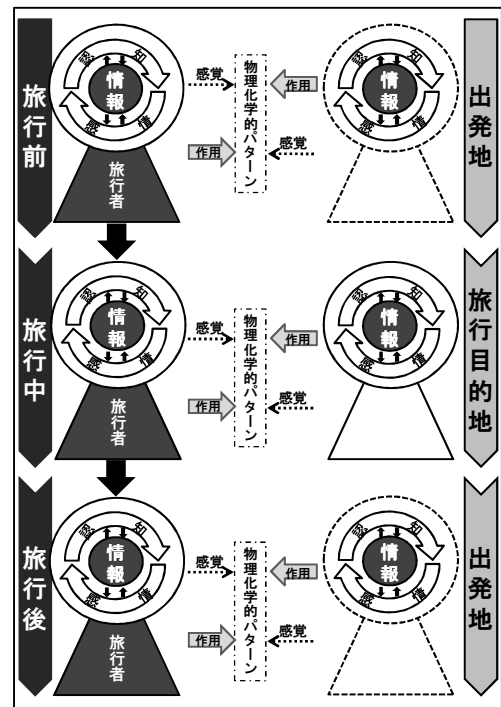 旅行前
認知
情報
感情
旅行者
感覚
作用
物理化学的パターン
作用
感覚
認知
情報
感情
出発地
旅行中
認知
情報
感情
旅行者
感覚
作用
物理化学的パターン
作用
感覚
認知
情報
感情
旅行目的地
旅行後
認知
情報
感情
旅行者
感覚
作用
物理化学的パターン
作用
感覚
認知
情報
感情
出発地